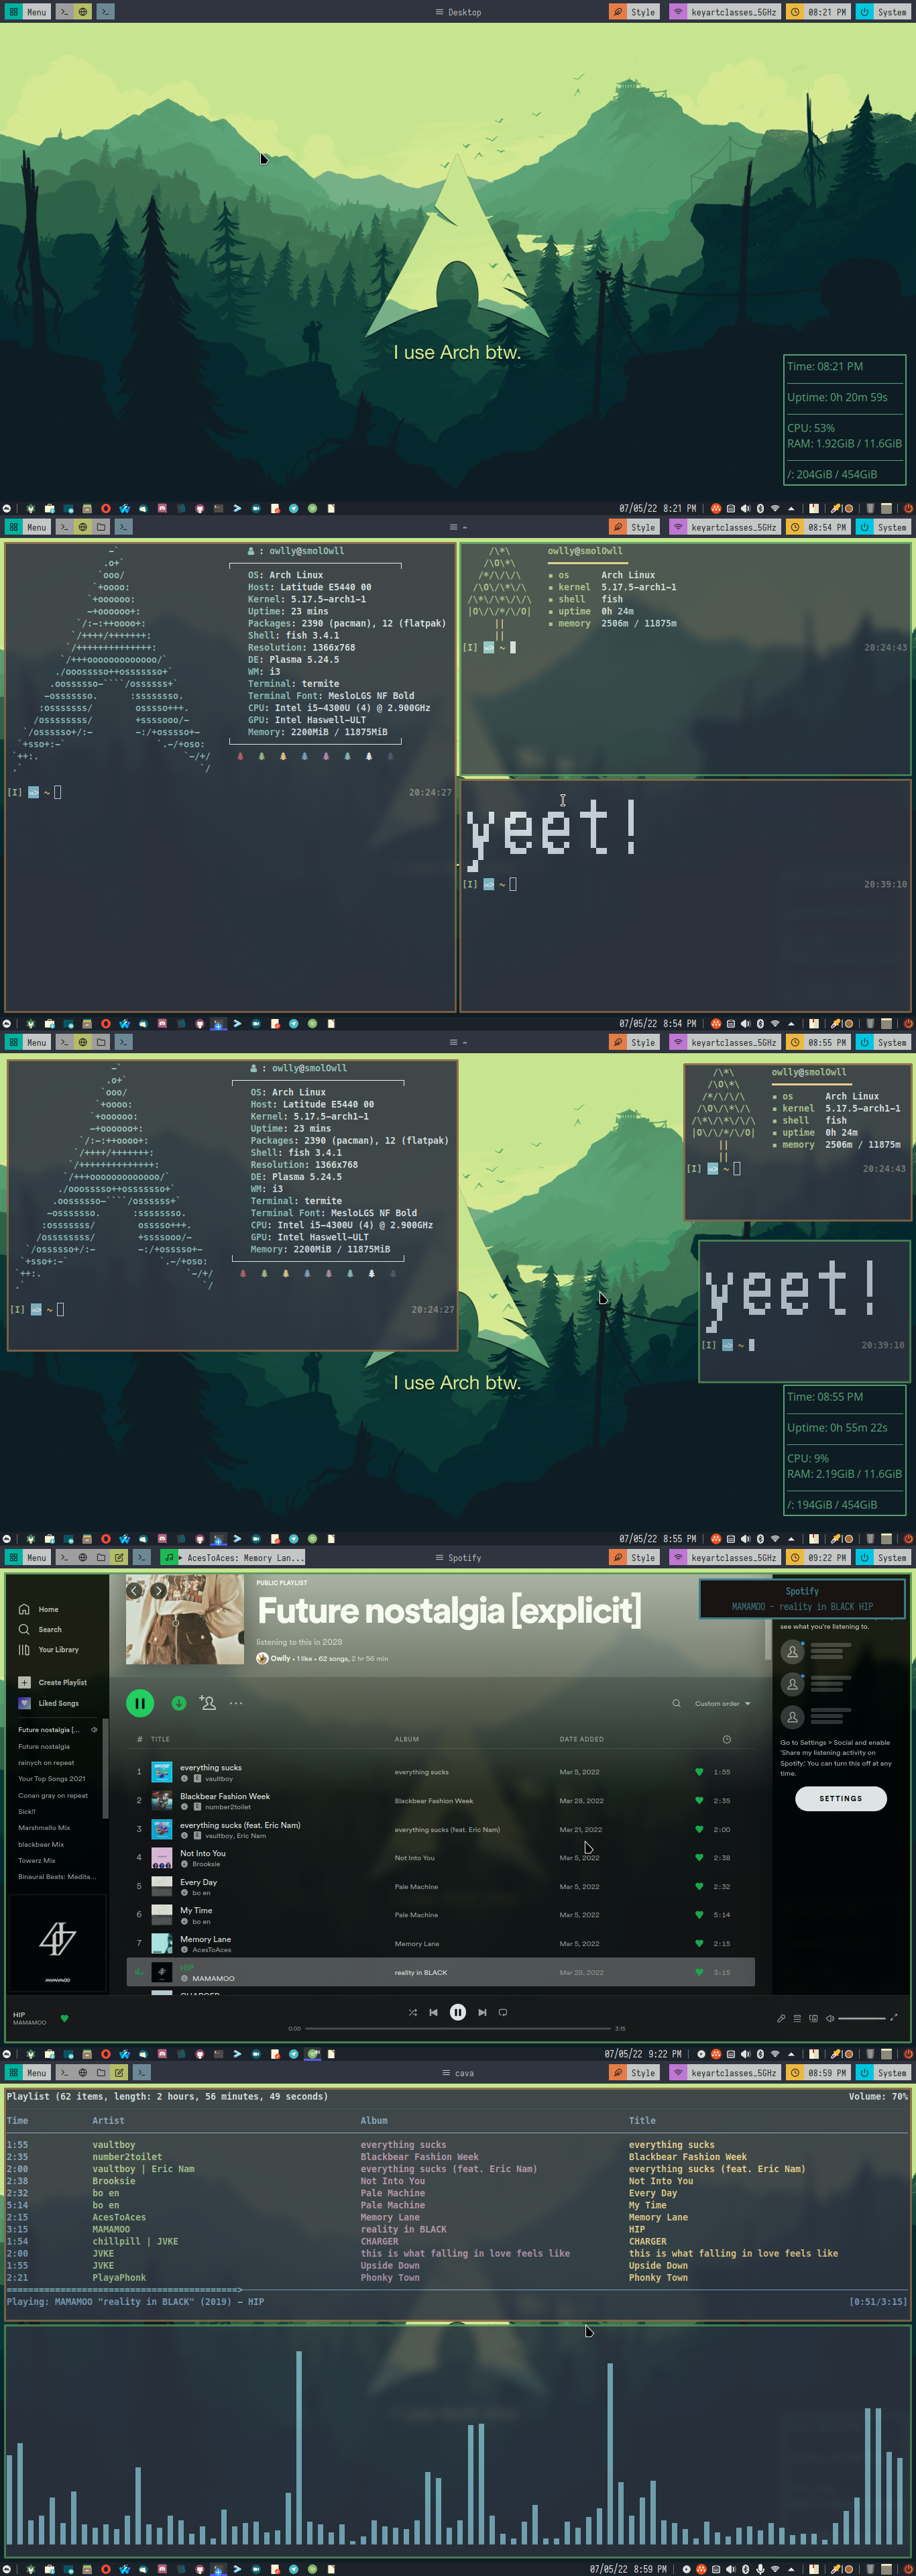 Menu Desktop Style keyartclasses_5GHz 08:21 PM System
I use Arch btw.
Time: 08:21 PM
Uptime: 0h 20m 59s
CPU: 53%
RAM: 1.92GiB / 11.6GiB
/: 204GiB / 454GiB
07/05/22 8:21 PM
Menu ~ Style keyartclasses_5GHz 08:54 PM System
: owlly@smolOwll
OS: Arch Linux
Host: Latitude E5440 00
Kernel: 5.17.5-arch1-1
Uptime: 23 mins
Packages: 2390 (pacman), 12 (flatpak)
Shell: fish 3.4.1
Resolution: 1366x768
DE: Plasma 5.24.5
WM: i3
Terminal: termite
Terminal Font: MesloLGS NF Bold
CPU: Intel i5-4300U (4) @ 2.900GHz
GPU: Intel Haswell-ULT
Memory: 2200MiB / 11875MiB
[I] ~ 20:24:27
owlly@smolOwll
os Arch Linux
kernel 5.17.5-arch1-1
shell fish
uptime 0h 24m
memory 2506m / 11875m
[I] ~ 20:24:43
yeet!
[I] ~ 20:39:10
07/05/22 8:54 PM
Menu ~ Style keyartclasses_5GHz 08:55 PM System
: owlly@smolOwll
OS: Arch Linux
Host: Latitude E5440 00
Kernel: 5.17.5-arch1-1
Uptime: 23 mins
Packages: 2390 (pacman), 12 (flatpak)
Shell: fish 3.4.1
Resolution: 1366x768
DE: Plasma 5.24.5
WM: i3
Terminal: termite
Terminal Font: MesloLGS NF Bold
CPU: Intel i5-4300U (4) @ 2.900GHz
GPU: Intel Haswell-ULT
Memory: 2200MiB / 11875MiB
[I] ~ 20:24:27
owlly@smolOwll
os Arch Linux
kernel 5.17.5-arch1-1
shell fish
uptime 0h 24m
memory 2506m / 11875m
[I] ~ 20:24:43
yeet!
[I] ~ 20:39:10
I use Arch btw.
Time: 08:55 PM
Uptime: 0h 55m 22s
CPU: 9%
RAM: 2.19GiB / 11.6GiB
/: 194GiB / 454GiB
07/05/22 8:55 PM
Menu AcesToAces: Memory Lan... Spotify Style keyartclasses_5GHz 09:22 PM System
Home
Search
Your Library
Create Playlist
Liked Songs
Future nostalgia [...
Future nostalgia
rainych on repeat
Your Top Songs 2021
Conan gray on repeat
Sick!!
Marshmello Mix
blackbear Mix
Towerz Mix
Binaural Beats: Medita...
PUBLIC PLAYLIST
Future nostalgia [explicit]
listening to this in 2028
Owlly • 1 like • 62 songs, 2 hr 56 min
Custom order
# TITLE ALBUM DATE ADDED
1 everything sucks everything sucks Mar 5, 2022 1:55
E vaultboy
2 Blackbear Fashion Week Blackbear Fashion Week Mar 28, 2022 2:35
E number2toilet
3 everything sucks (feat. Eric Nam) everything sucks (feat. Eric Nam) Mar 21, 2022 2:00
E vaultboy, Eric Nam
4 Not Into You Not Into You Mar 5, 2022 2:38
Brooksie
5 Every Day Pale Machine Mar 5, 2022 2:32
bo en
6 My Time Pale Machine Mar 5, 2022 5:14
bo en
7 Memory Lane Memory Lane Mar 5, 2022 2:15
AcesToAces
HIP reality in BLACK Mar 28, 2022 3:15
MAMAMOO
CHARGER
Spotify
MAMAMOO - reality in BLACK HIP
see what you're listening to.
Go to Settings > Social and enable
'Share my listening activity on
Spotify.' You can turn this off at any
time.
SETTINGS
HIP
MAMAMOO
0:00 3:15
07/05/22 9:22 PM
Menu cava Style keyartclasses_5GHz 08:59 PM System
Playlist (62 items, length: 2 hours, 56 minutes, 49 seconds) Volume: 70%
Time Artist Album Title
1:55 vaultboy everything sucks everything sucks
2:35 number2toilet Blackbear Fashion Week Blackbear Fashion Week
2:00 vaultboy | Eric Nam everything sucks (feat. Eric Nam) everything sucks (feat. Eric Nam)
2:38 Brooksie Not Into You Not Into You
2:32 bo en Pale Machine Every Day
5:14 bo en Pale Machine My Time
2:15 AcesToAces Memory Lane Memory Lane
3:15 MAMAMOO reality in BLACK HIP
1:54 chillpill | JVKE CHARGER CHARGER
2:00 JVKE this is what falling in love feels like this is what falling in love feels like
1:55 JVKE Upside Down Upside Down
2:21 PlayaPhonk Phonky Town Phonky Town
Playing: MAMAMOO "reality in BLACK" (2019) - HIP [0:51/3:15]
07/05/22 8:59 PM